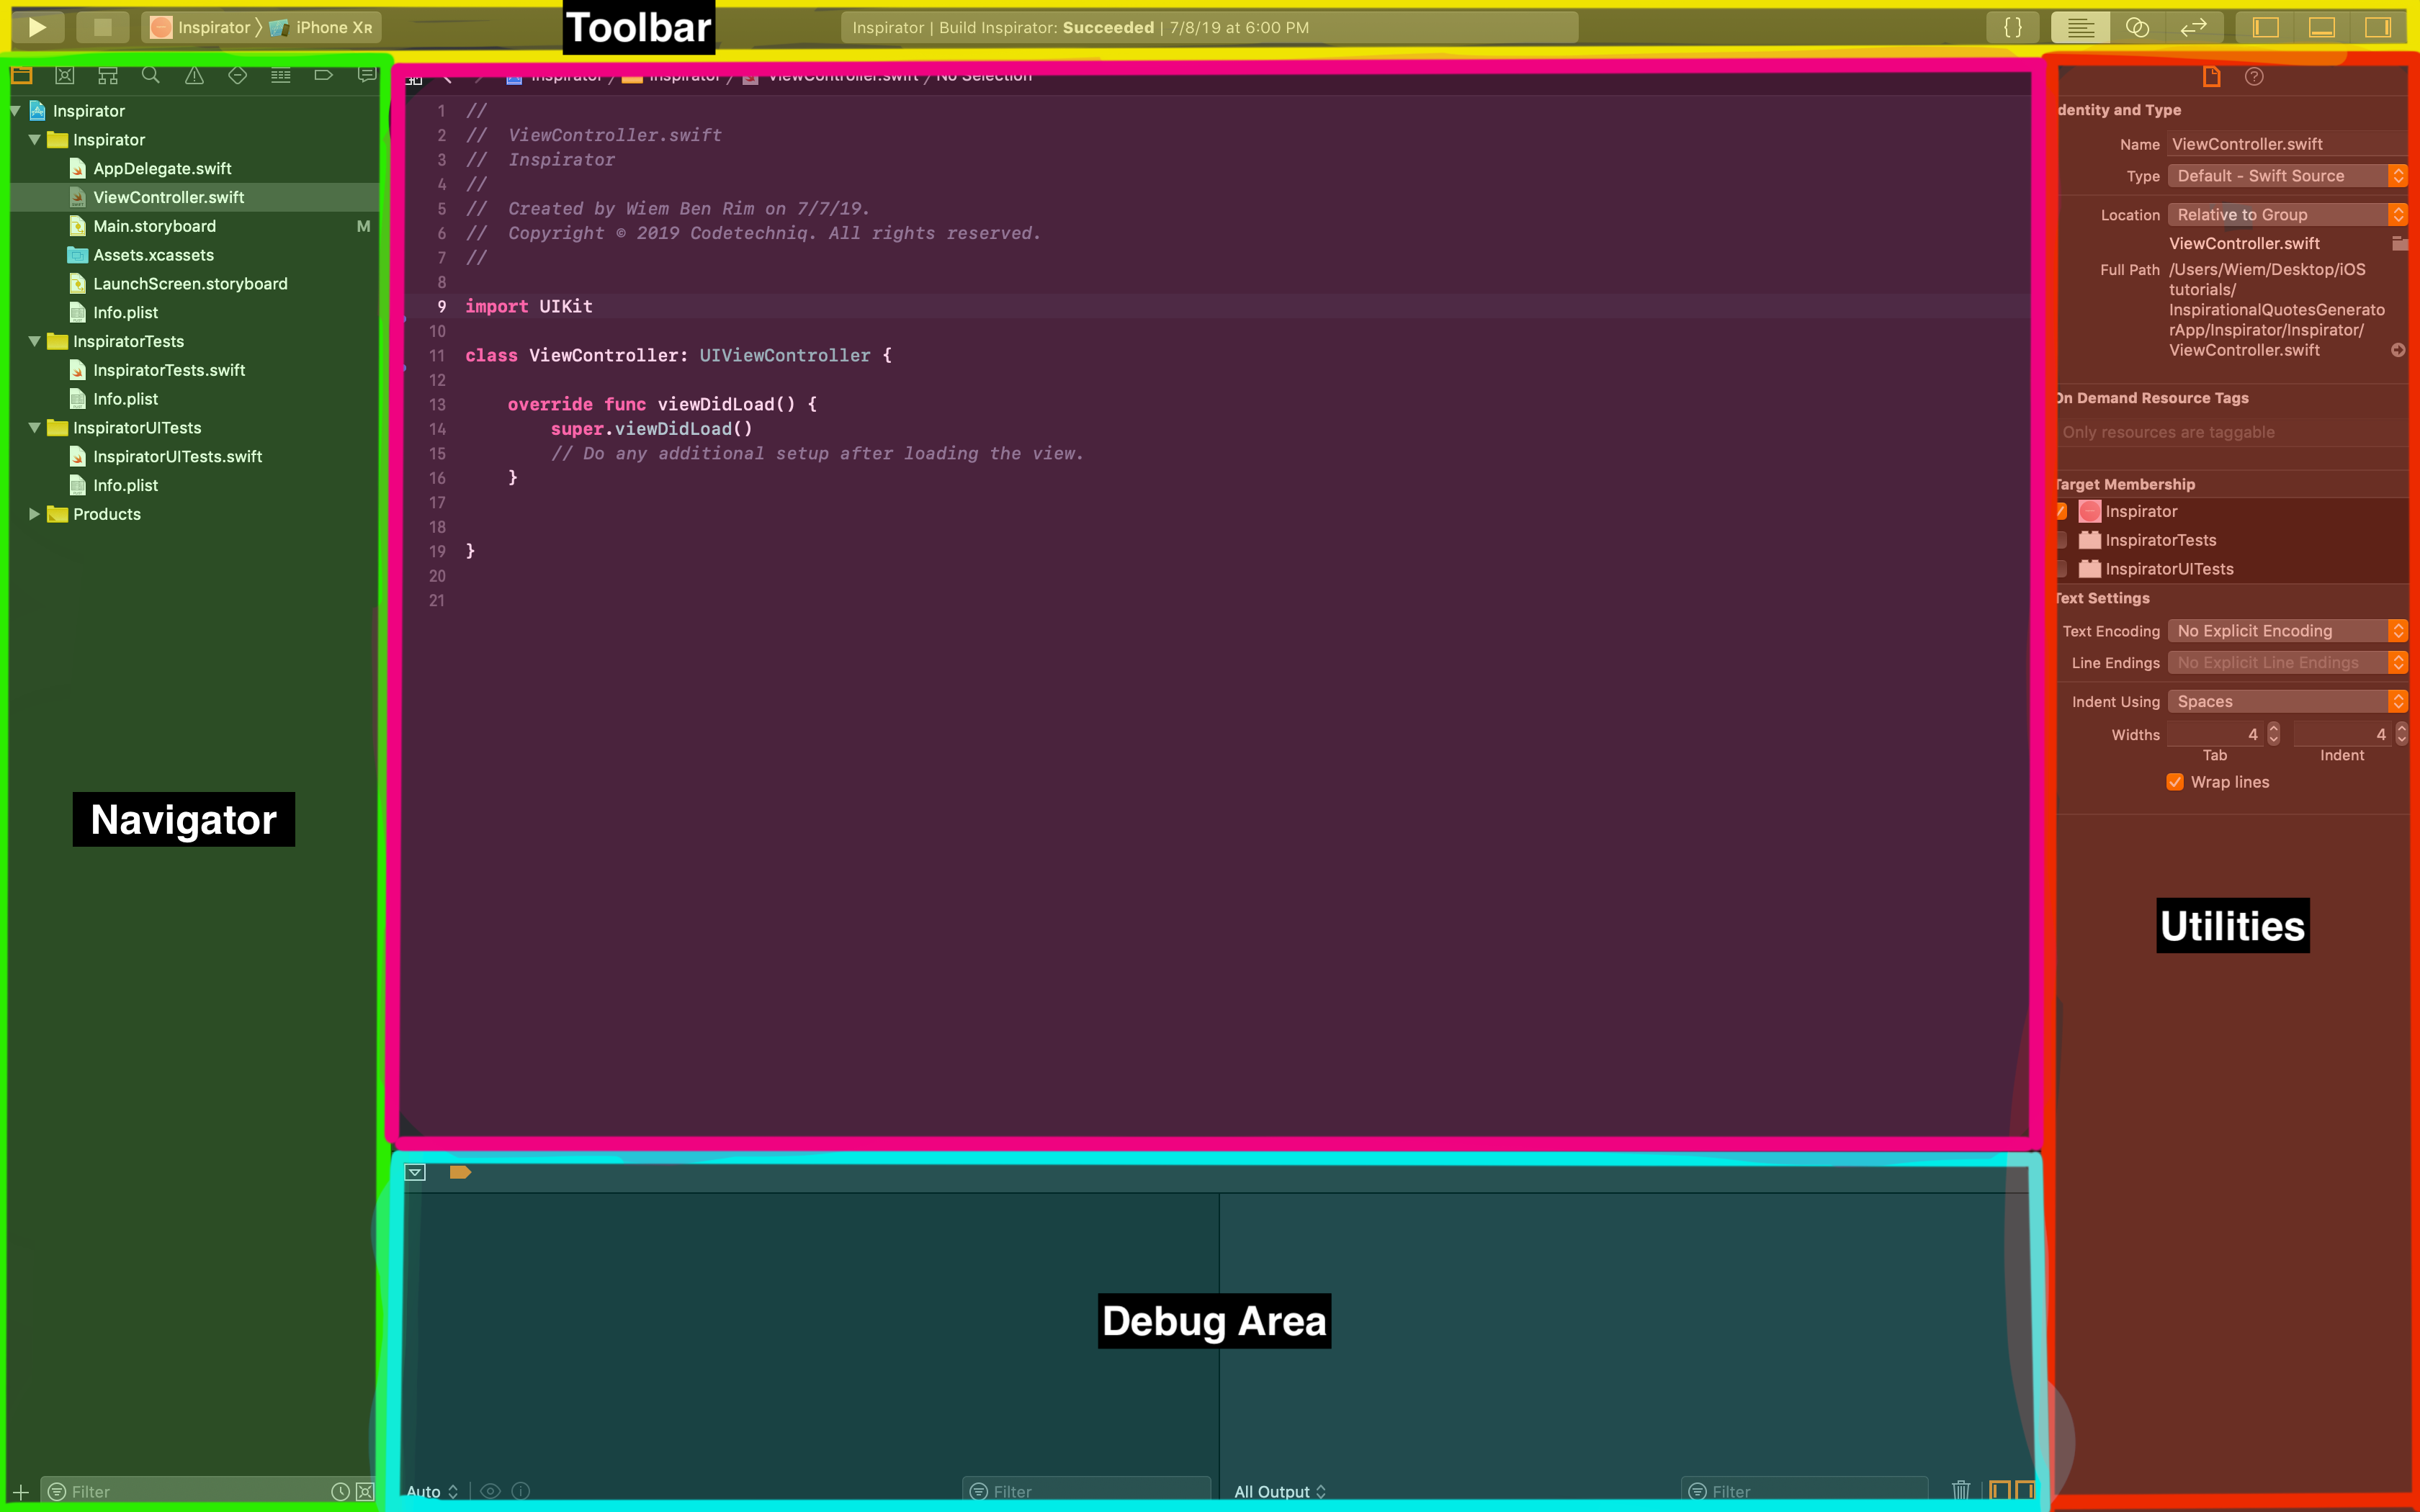 Inspirator 〉 iPhone XR
Toolbar
Inspirator | Build Inspirator: Succeeded | 7/8/19 at 6:00 PM
{}
Inspirator
Inspirator
AppDelegate.swift
ViewController.swift
Main.storyboard M
Assets.xcassets
LaunchScreen.storyboard
Info.plist
InspiratorTests
InspiratorTests.swift
Info.plist
InspiratorUITests
InspiratorUITests.swift
Info.plist
Products
Navigator
Filter
Inspirator / Inspirator / ViewController.swift / No Selection
1 //
2 // ViewController.swift
3 // Inspirator
4 //
5 // Created by Wiem Ben Rim on 7/7/19.
6 // Copyright © 2019 Codetechniq. All rights reserved.
7 //
8
9 import UIKit
10
11 class ViewController: UIViewController {
12
13 override func viewDidLoad() {
14 super.viewDidLoad()
15 // Do any additional setup after loading the view.
16 }
17
18
19 }
20
21
Debug Area
Auto
Filter
All Output
Filter
dentity and Type
Name ViewController.swift
Type Default - Swift Source
Location Relative to Group
ViewController.swift
Full Path /Users/Wiem/Desktop/iOS
tutorials/
InspirationalQuotesGenerato
rApp/Inspirator/Inspirator/
ViewController.swift
On Demand Resource Tags
Only resources are taggable
Target Membership
Inspirator
InspiratorTests
InspiratorUITests
Text Settings
Text Encoding No Explicit Encoding
Line Endings No Explicit Line Endings
Indent Using Spaces
Widths 4 4
Tab Indent
Wrap lines
Utilities